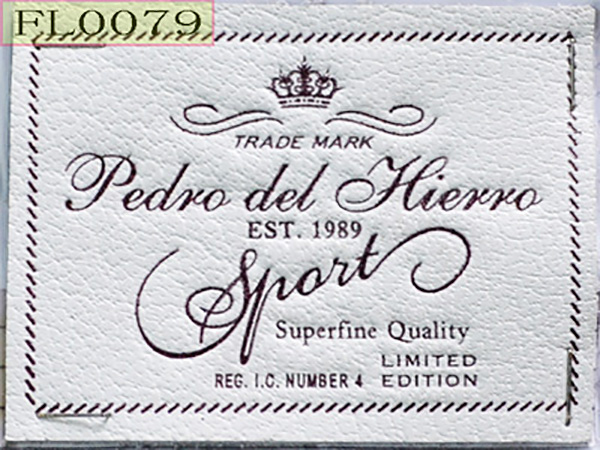 FL0079
TRADE MARK
Pedro del Hierro
EST. 1989
Sport
Superfine Quality
LIMITED
REG. I.C. NUMBER 4 EDITION